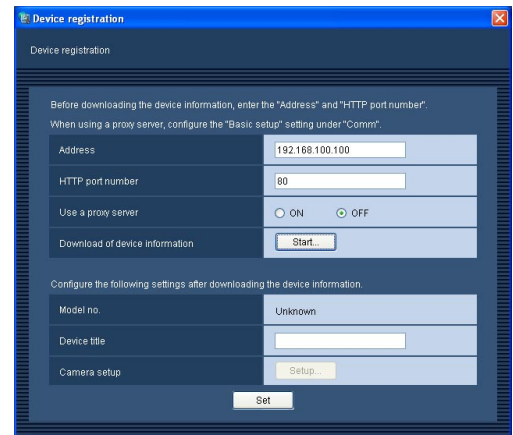 Device registration
Device registration
Before downloading the device information, enter the "Address" and "HTTP port number".
When using a proxy server, configure the "Basic setup" setting under "Comm".
Address 192.168.100.100
HTTP port number 80
Use a proxy server ON OFF
Download of device information Start...
Configure the following settings after downloading the device information.
Model no. Unknown
Device title
Camera setup Setup...
Set